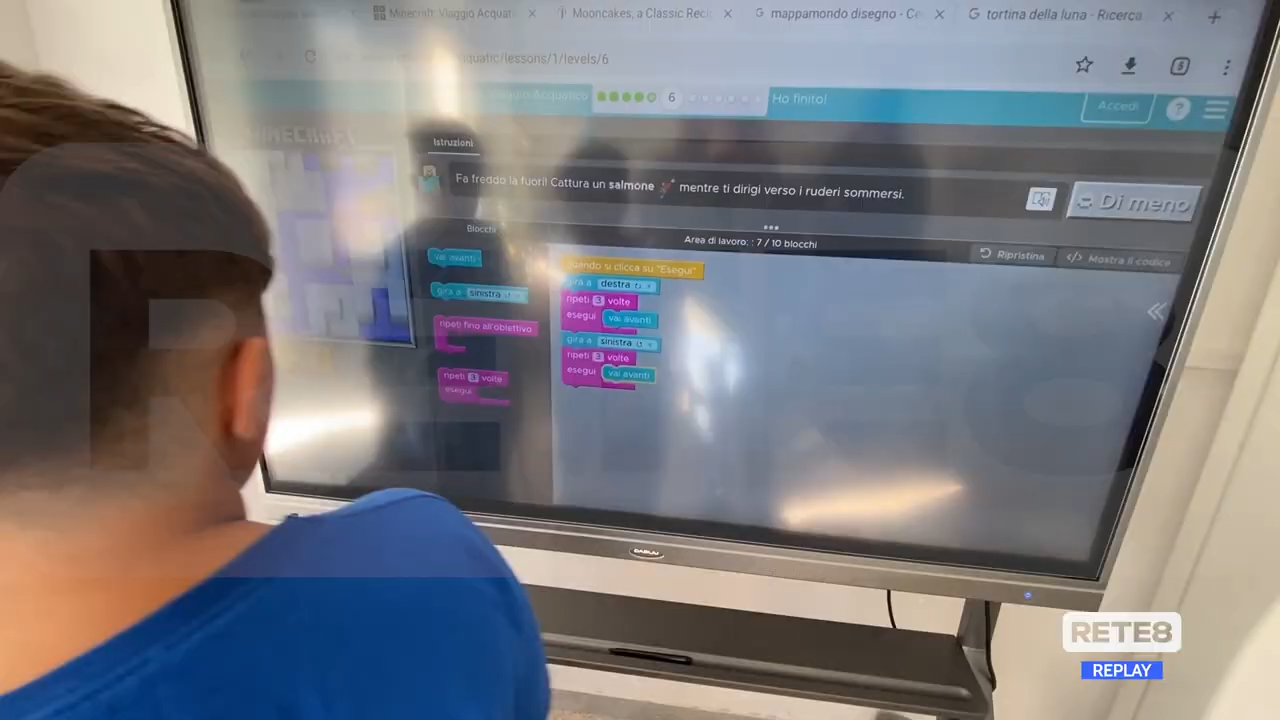 Minecraft: Viaggio Acquat
Mooncakes, a Classic Reci
mappamondo disegno - Ce
tortina della luna - Ricerca
quatic/lessons/1/levels/6
Viaggio Acquatico
6
Ho finito!
Accedi
?
MINECRAFT
Istruzioni
Fa freddo la fuori! Cattura un salmone mentre ti dirigi verso i ruderi sommersi.
Di meno
Blocchi
Area di lavoro: : 7 / 10 blocchi
Ripristina
</> Mostra il codice
vai avanti
gira a sinistra
ripeti fino all'obiettivo
ripeti 3 volte
esegui
quando si clicca su "Esegui"
gira a destra
ripeti 3 volte
esegui vai avanti
gira a sinistra
ripeti 3 volte
esegui vai avanti
RETE8
REPLAY